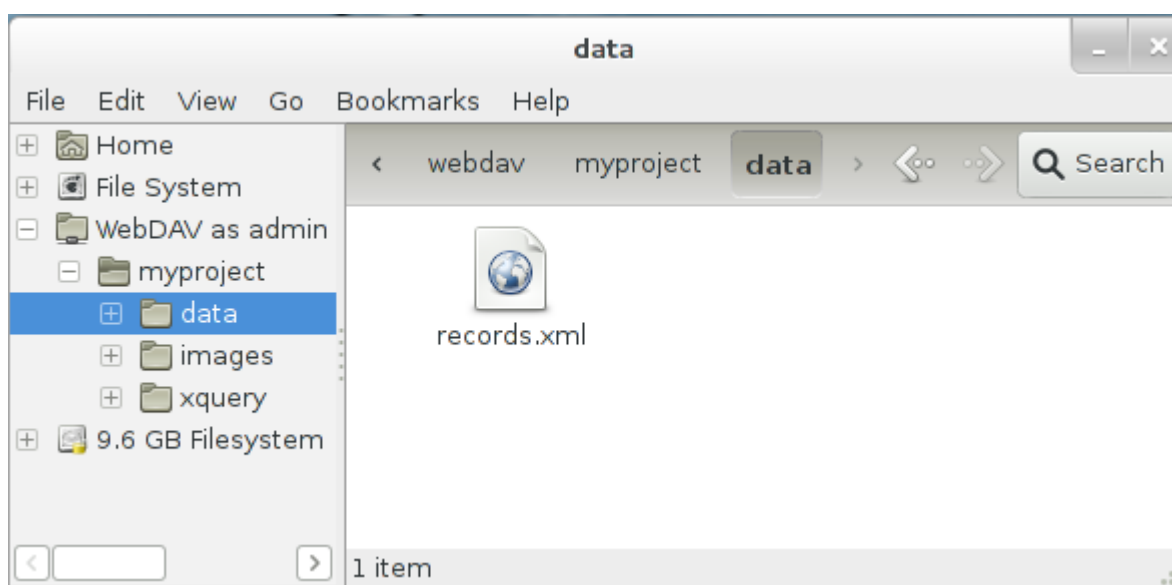 data
File Edit View Go Bookmarks Help
Home
File System
WebDAV as admin
myproject
data
images
xquery
9.6 GB Filesystem
webdav myproject data Search
records.xml
1 item